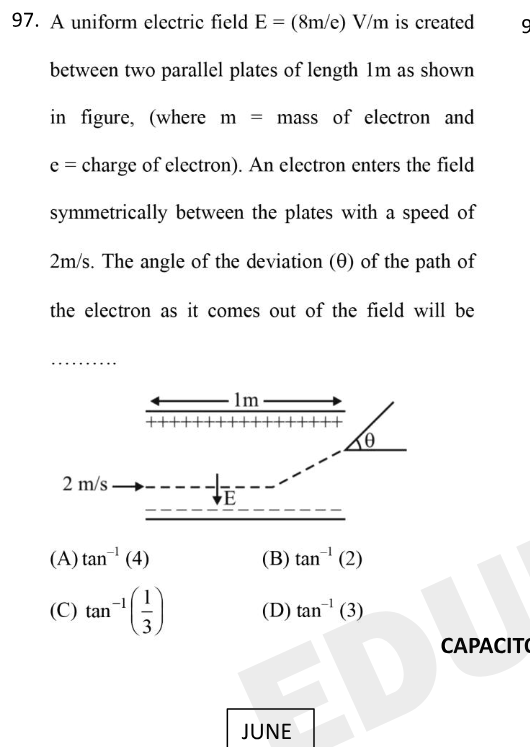 97. A uniform electric field E = (8m/e) V/m is created
between two parallel plates of length 1m as shown
in figure, (where m = mass of electron and
e = charge of electron). An electron enters the field
symmetrically between the plates with a speed of
2m/s. The angle of the deviation (θ) of the path of
the electron as it comes out of the field will be
..........
1m
+++++++++++++++++
θ
2 m/s
E
(A) tan⁻¹ (4) (B) tan⁻¹ (2)
(C) tan⁻¹ (1/3) (D) tan⁻¹ (3)
EDU
CAPACIT
JUNE